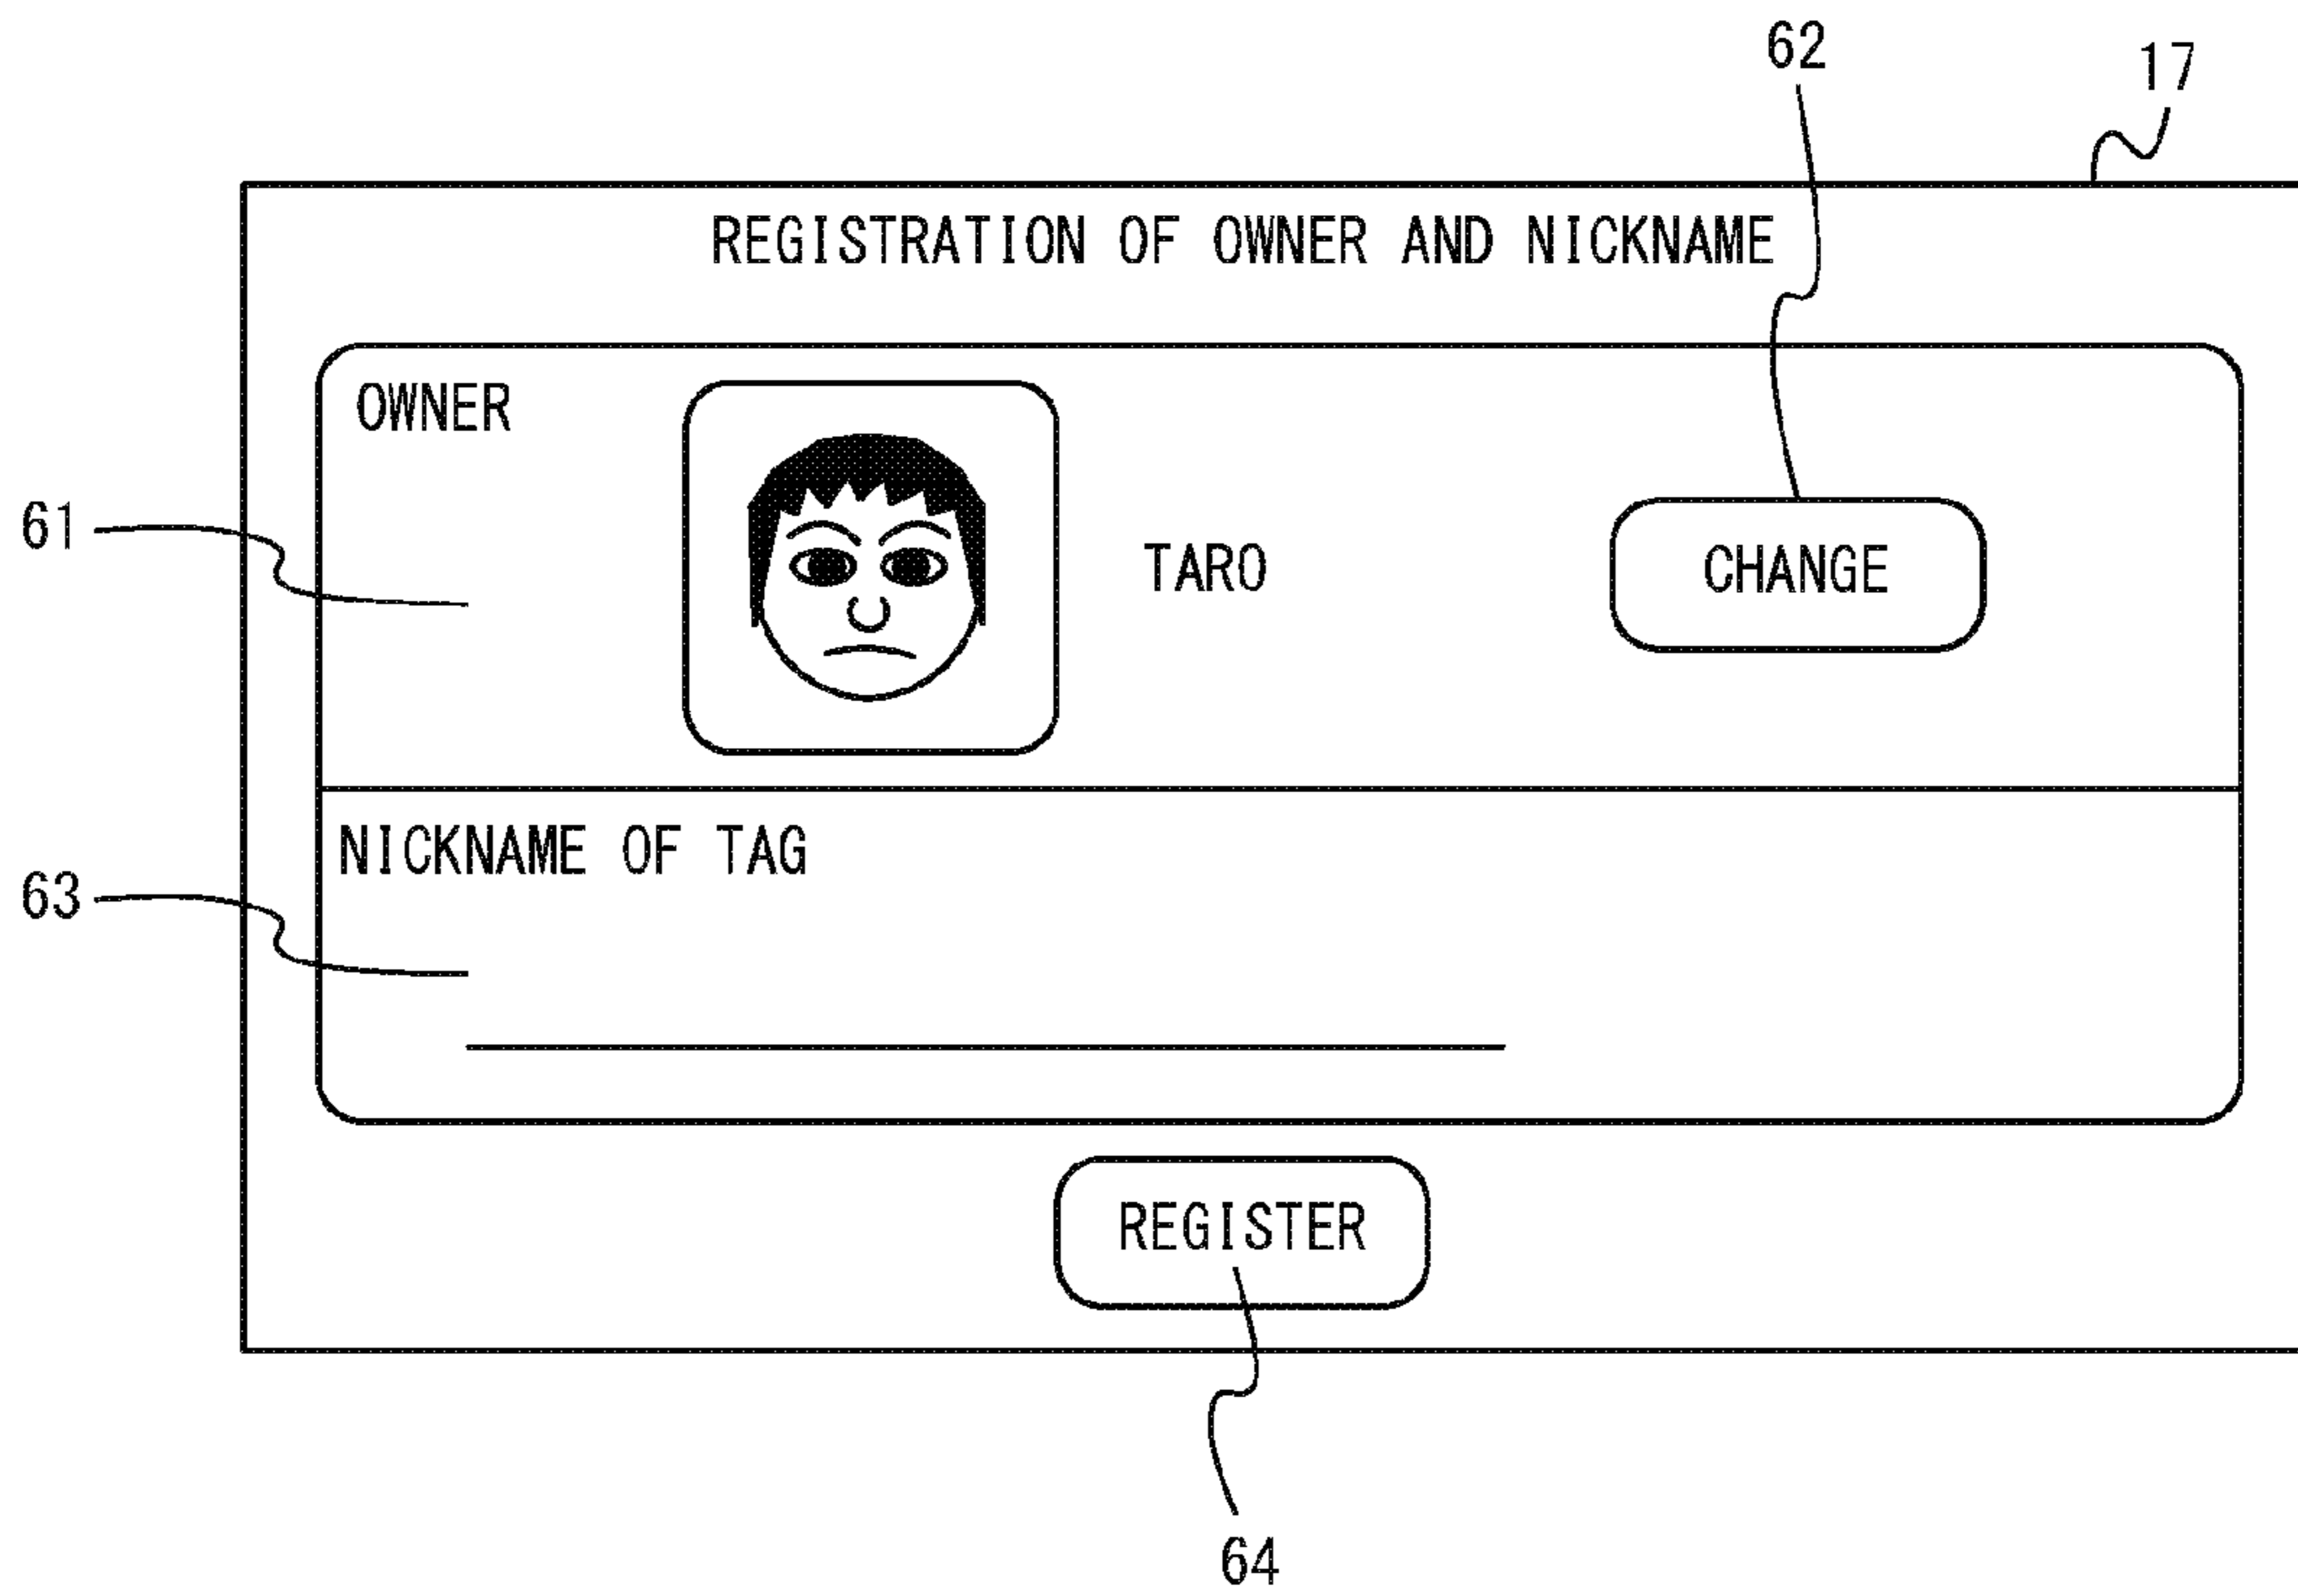 62
17
REGISTRATION OF OWNER AND NICKNAME
OWNER
61
TARO
CHANGE
NICKNAME OF TAG
63
REGISTER
64